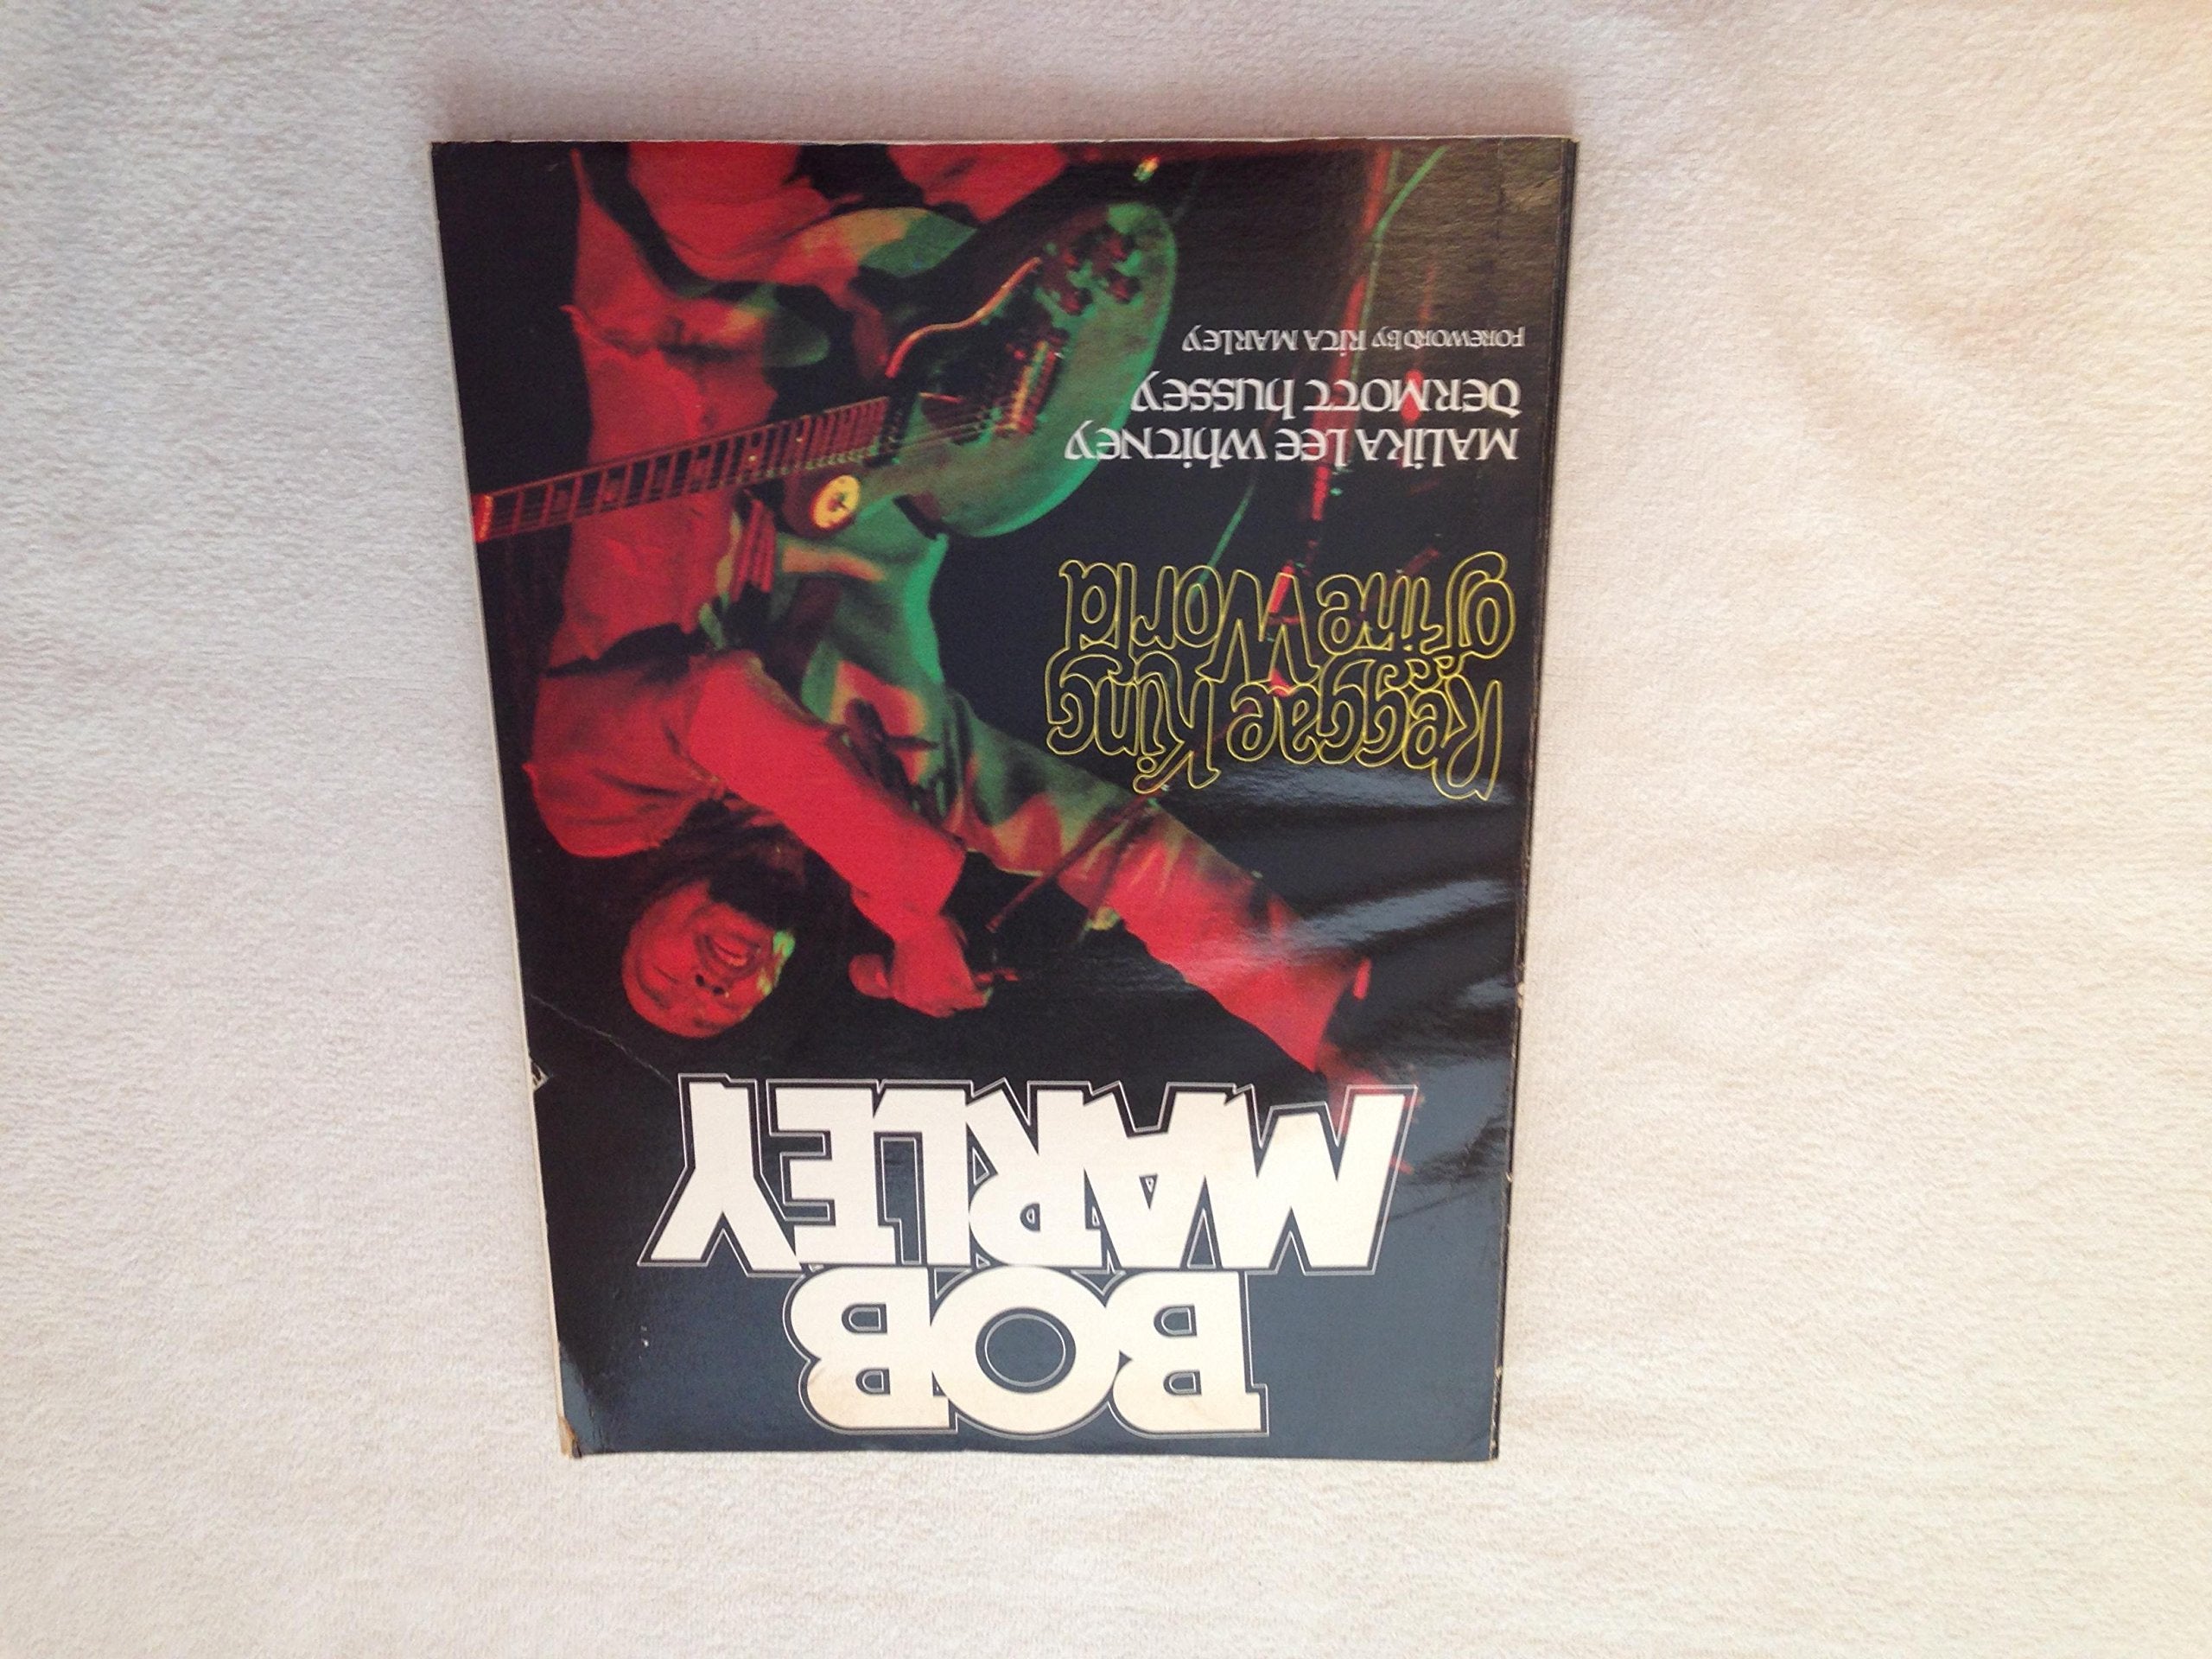 BOB
MARLEY
Reggae King
of the World
MALIKA Lee Whitney
Dermott Hussey
Foreword by Rita Marley